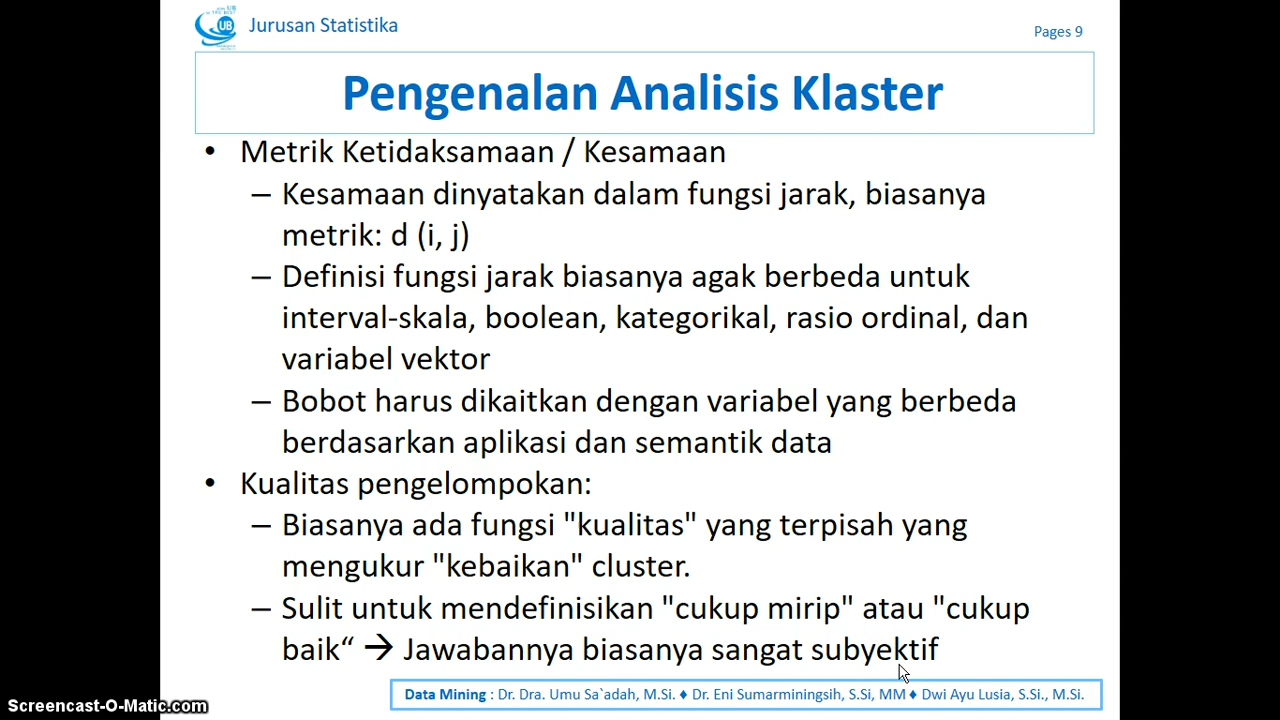 UB
Jurusan Statistika
Pages 9
Pengenalan Analisis Klaster
• Metrik Ketidaksamaan / Kesamaan
– Kesamaan dinyatakan dalam fungsi jarak, biasanya
metrik: d (i, j)
– Definisi fungsi jarak biasanya agak berbeda untuk
interval-skala, boolean, kategorikal, rasio ordinal, dan
variabel vektor
– Bobot harus dikaitkan dengan variabel yang berbeda
berdasarkan aplikasi dan semantik data
• Kualitas pengelompokan:
– Biasanya ada fungsi "kualitas" yang terpisah yang
mengukur "kebaikan" cluster.
– Sulit untuk mendefinisikan "cukup mirip" atau "cukup
baik“ → Jawabannya biasanya sangat subyektif
Data Mining : Dr. Dra. Umu Sa`adah, M.Si. ♦ Dr. Eni Sumarminingsih, S.Si, MM ♦ Dwi Ayu Lusia, S.Si., M.Si.
Screencast-O-Matic.com